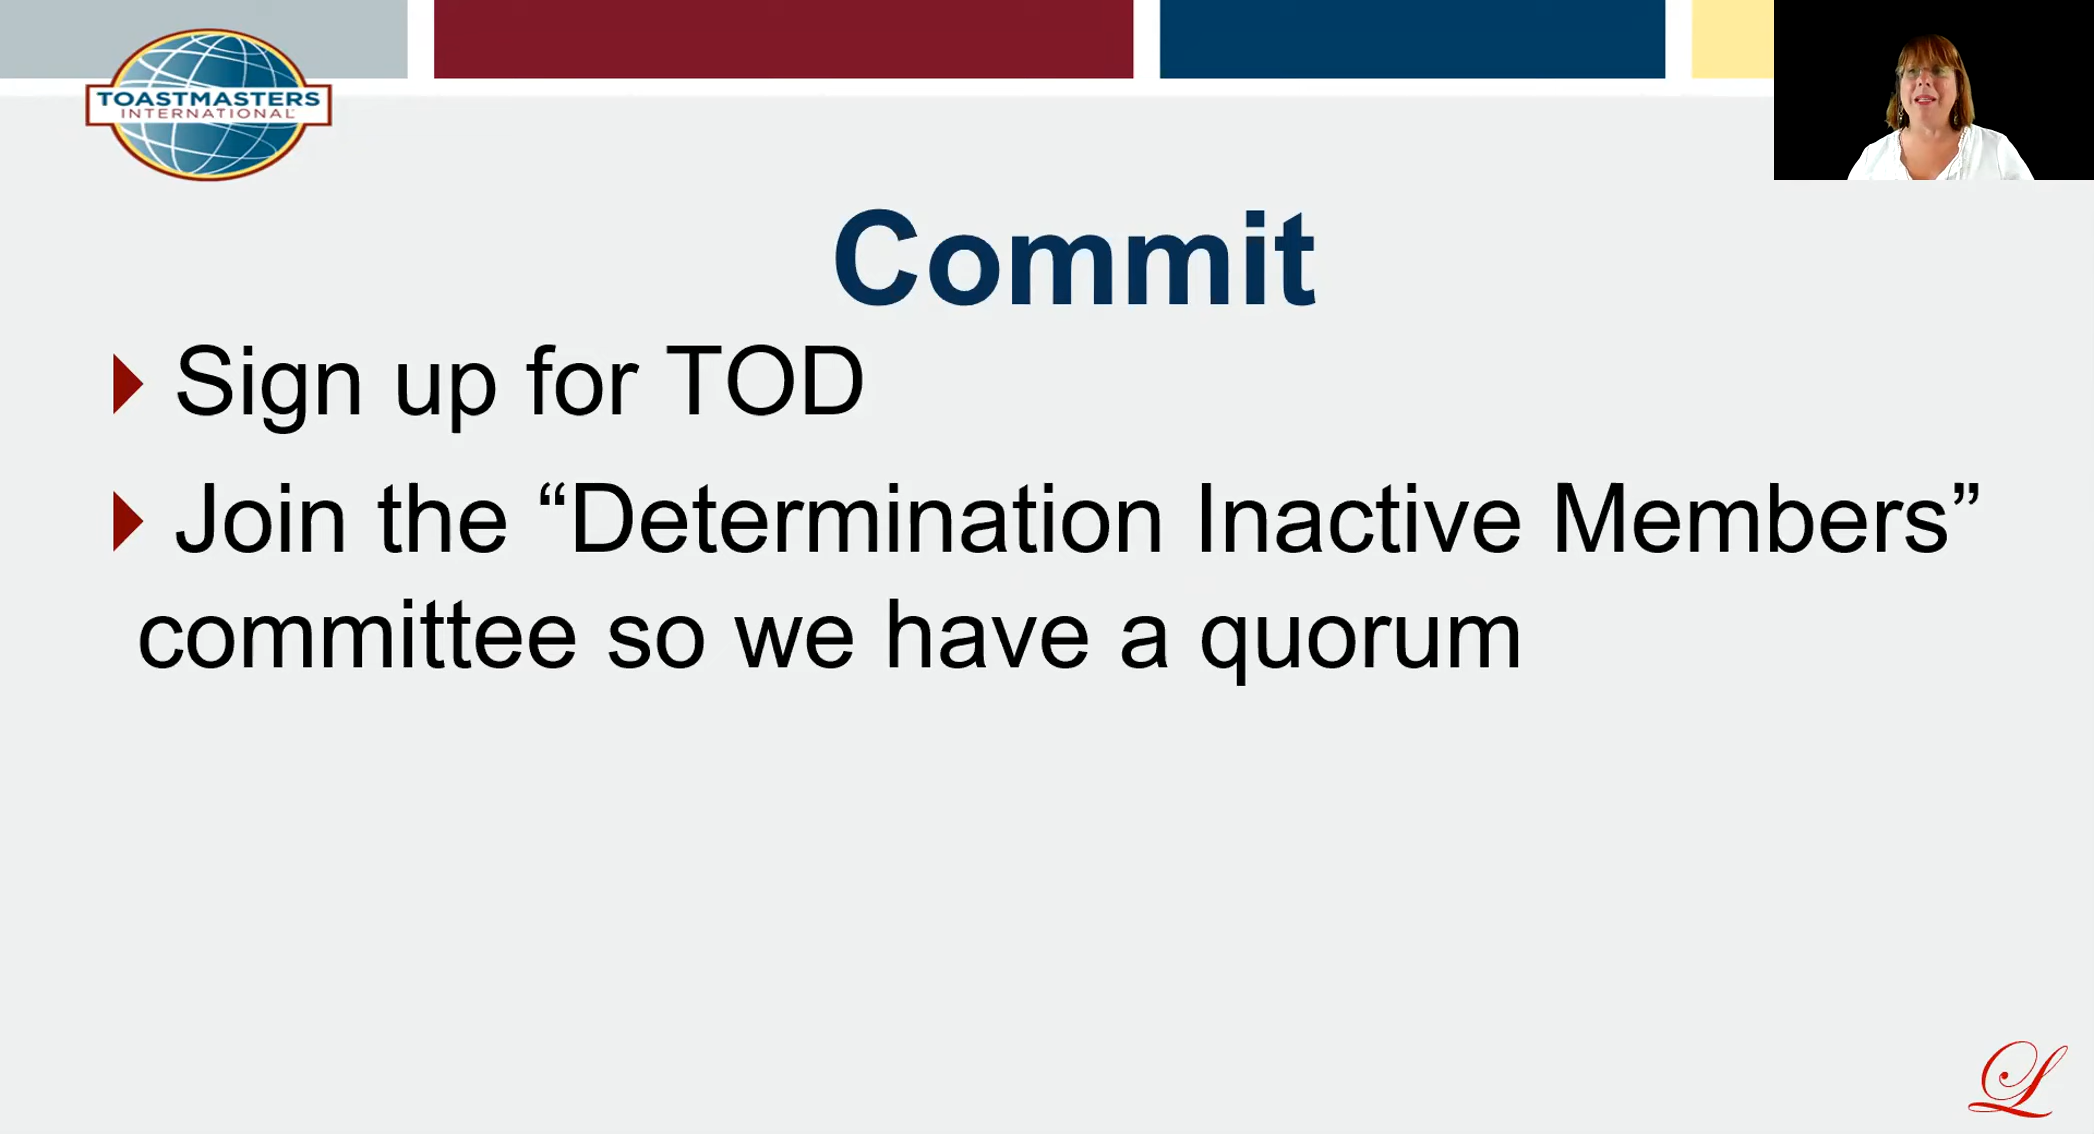 TOASTMASTERS
INTERNATIONAL
Commit
Sign up for TOD
Join the “Determination Inactive Members”
committee so we have a quorum
L